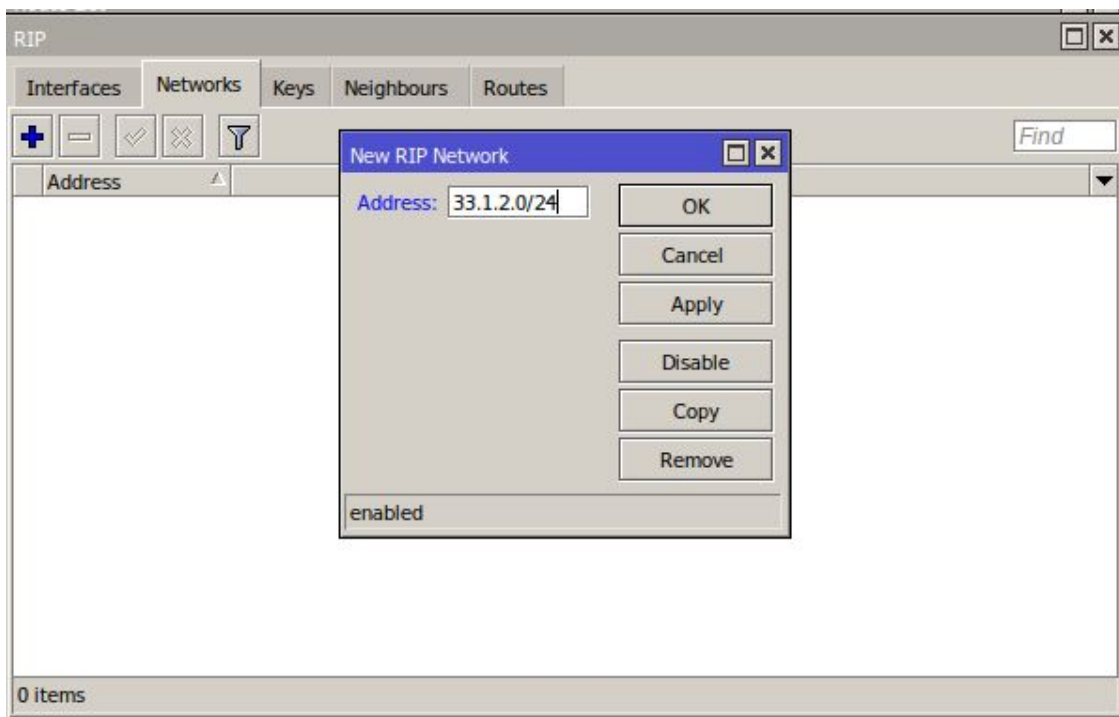 RIP
Interfaces Networks Keys Neighbours Routes
Find
New RIP Network
Address
Address: 33.1.2.0/24
OK
Cancel
Apply
Disable
Copy
Remove
enabled
0 items